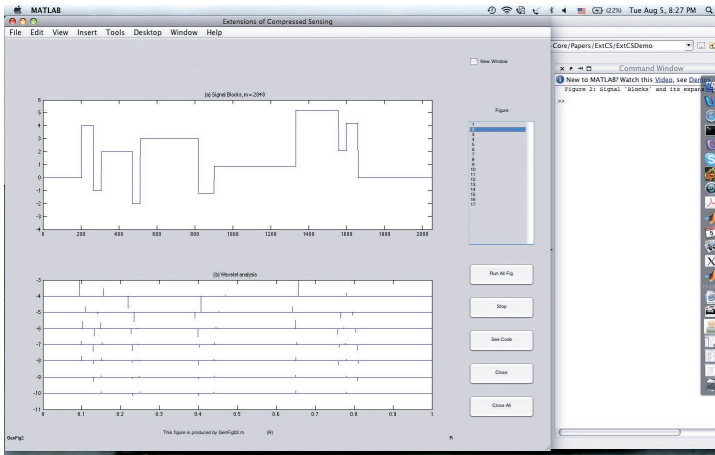 MATLAB
(22%) Tue Aug 5, 8:27 PM
Extensions of Compressed Sensing
File Edit View Insert Tools Desktop Window Help
Core/Papers/ExtCS/ExtCSDemo
New Window
Command Window
New to MATLAB? Watch this Video, see Demos
Figure 2: Signal `Blocks' and its expans
>>
(a) Signal Blocks, m = 2048
6
5
4
3
2
1
0
-1
-2
-3
-4
0 200 400 600 800 1000 1200 1400 1600 1800 2000
Figure
1
2
3
4
5
6
7
8
9
10
11
12
13
14
15
16
17
(b) Wavelet analysis
-3
-4
-5
-6
-7
-8
-9
-10
-11
0 0.1 0.2 0.3 0.4 0.5 0.6 0.7 0.8 0.9 1
Run All Fig
Stop
See Code
Close
Close All
This figure is produced by GenFig02.m (R)
GenFig2
R